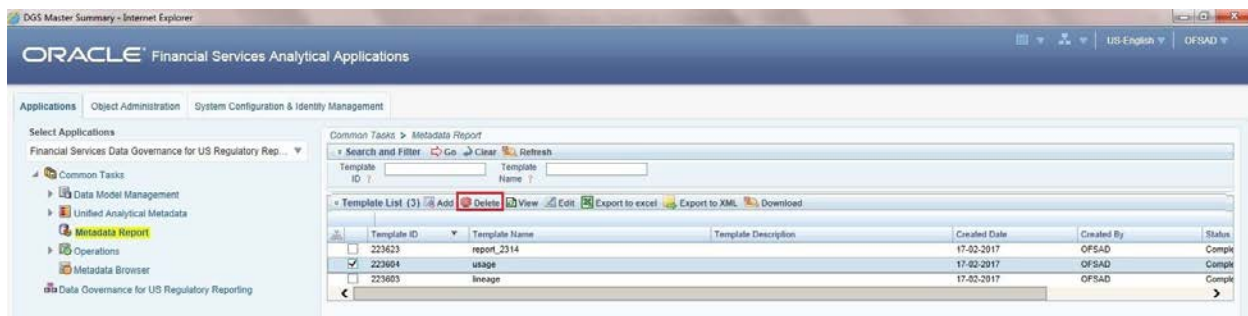 DGS Master Summary - Internet Explorer
ORACLE Financial Services Analytical Applications
US-English
OFSAD
Applications Object Administration System Configuration & Identity Management
Select Applications
Financial Services Data Governance for US Regulatory Rep...
Common Tasks
Data Model Management
Unified Analytical Metadata
Metadata Report
Operations
Metadata Browser
Data Governance for US Regulatory Reporting
Common Tasks > Metadata Report
Search and Filter Go Clear Refresh
Template ID ?
Template Name ?
Template List (3) Add Delete View Edit Export to excel Export to XML Download
Template ID Template Name Template Description Created Date Created By Status
223623 report_2314 17-02-2017 OFSAD Comple
223604 usage 17-02-2017 OFSAD Comple
223603 lineage 17-02-2017 OFSAD Comple